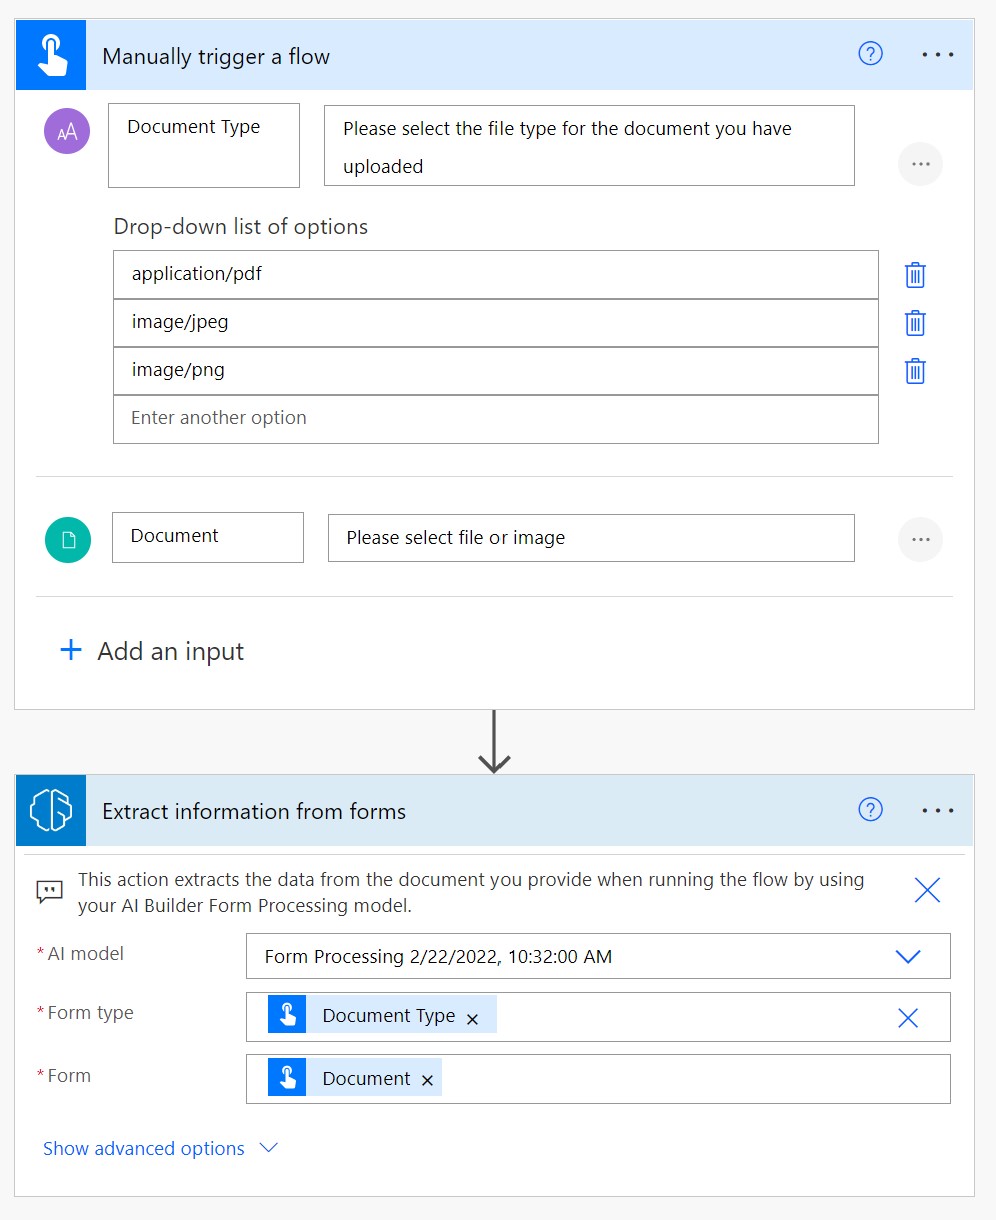 Manually trigger a flow
AA
Document Type
Please select the file type for the document you have
uploaded
Drop-down list of options
application/pdf
image/jpeg
image/png
Enter another option
Document
Please select file or image
Add an input
Extract information from forms
This action extracts the data from the document you provide when running the flow by using
your AI Builder Form Processing model.
* AI model
Form Processing 2/22/2022, 10:32:00 AM
* Form type
Document Type
* Form
Document
Show advanced options